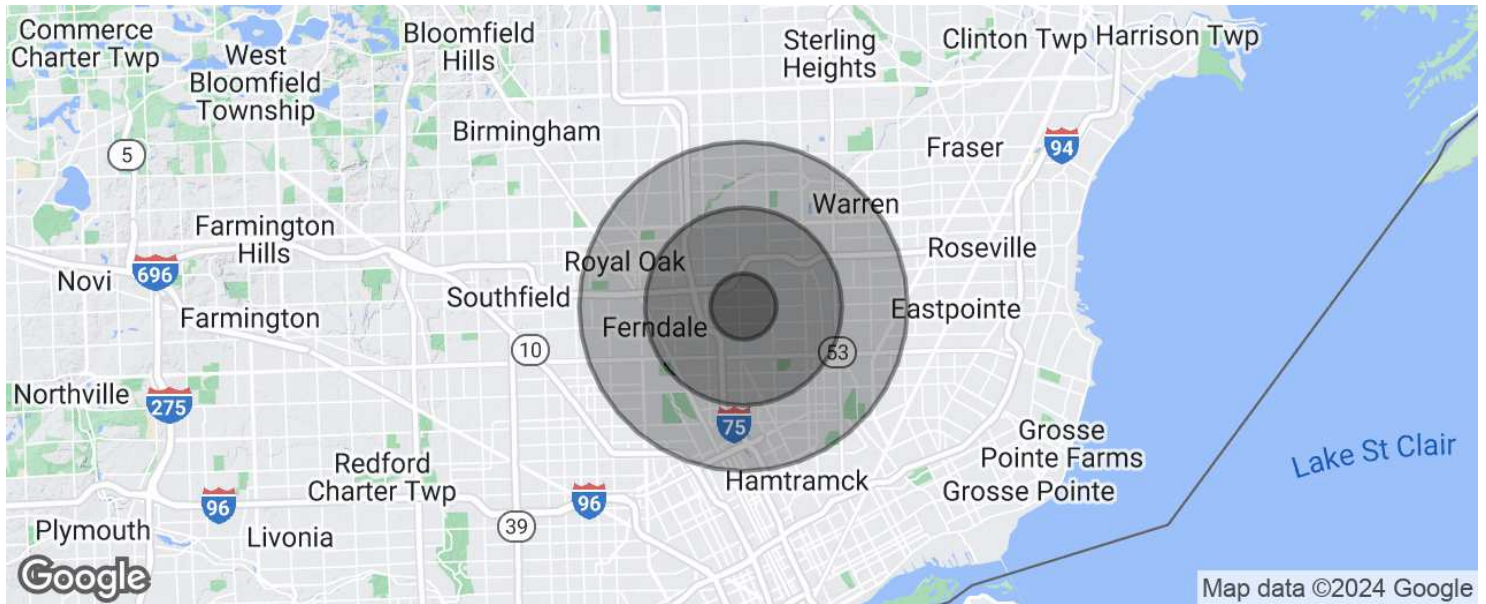 Commerce
Charter Twp
West
Bloomfield
Township
Bloomfield
Hills
Sterling
Heights
Clinton Twp
Harrison Twp
Birmingham
5
Fraser
94
Warren
Farmington
Hills
Royal Oak
Roseville
696
Novi
Southfield
Farmington
Ferndale
Eastpointe
10
53
Northville
275
75
Grosse
Pointe Farms
Redford
Charter Twp
Hamtramck
Grosse Pointe
Lake St Clair
96
96
39
Plymouth
Livonia
Google
Map data ©2024 Google